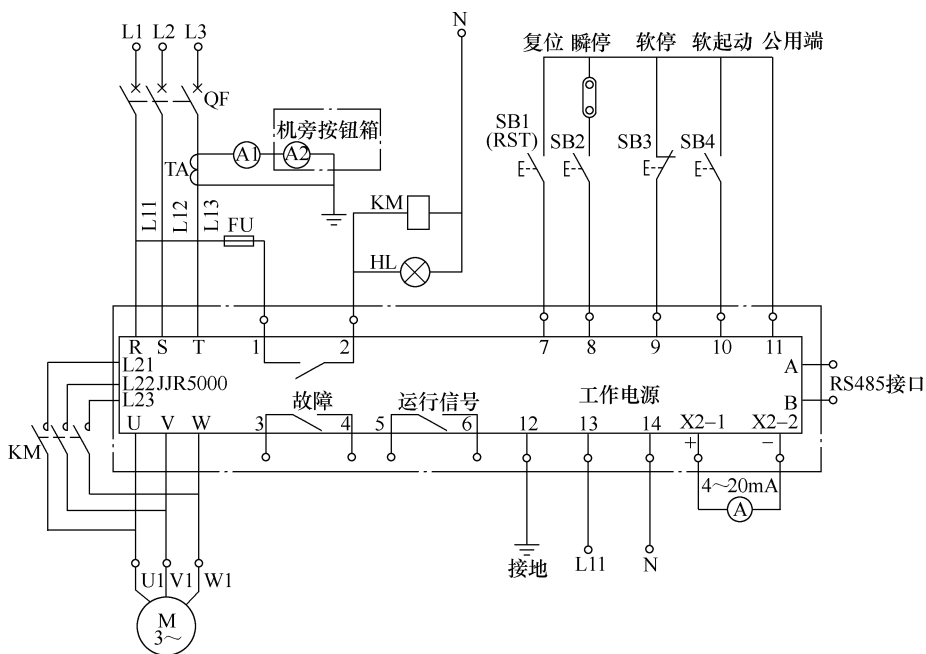 L1 L2 L3
N
复位 瞬停 软停 软起动 公用端
QF
机旁按钮箱
A1 A2
TA
SB1
(RST) SB2 SB3 SB4
L11 L12 L13
FU
KM
HL
R S T 1 2 7 8 9 10 11
L21
L22 JJR5000
L23
A
B
RS485接口
故障 运行信号 工作电源
U V W 3 4 5 6 12 13 14 X2-1 X2-2
KM
+ −
4～20mA
A
接地 L11 N
U1 V1 W1
M
3～